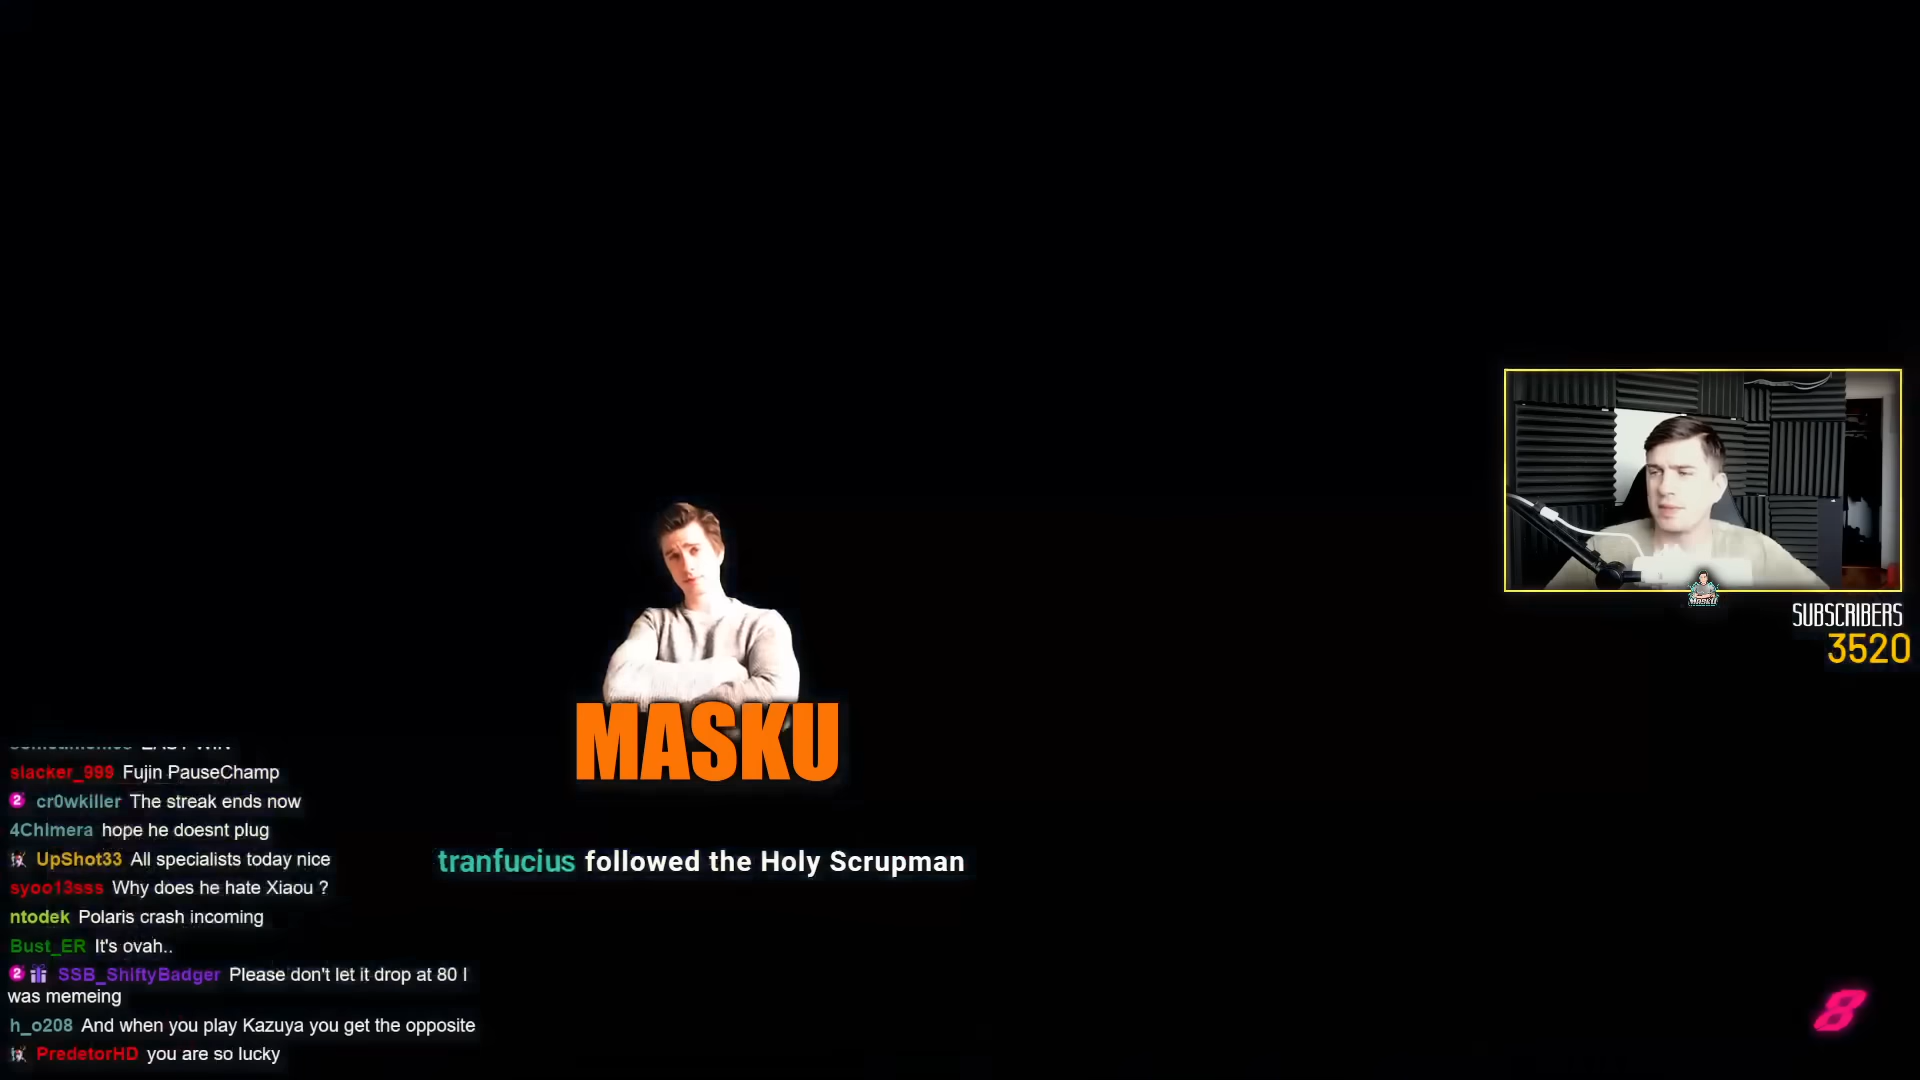 slacker_999 Fujin PauseChamp
2 cr0wkiller The streak ends now
4Chimera hope he doesnt plug
UpShot33 All specialists today nice
syoo13sss Why does he hate Xiaou ?
ntodek Polaris crash incoming
Bust_ER It's ovah..
2 SSB_ShiftyBadger Please don't let it drop at 80 I
was memeing
h_o208 And when you play Kazuya you get the opposite
PredetorHD you are so lucky
MASKU
tranfucius followed the Holy Scrupman
MASKU
SUBSCRIBERS
3520
8